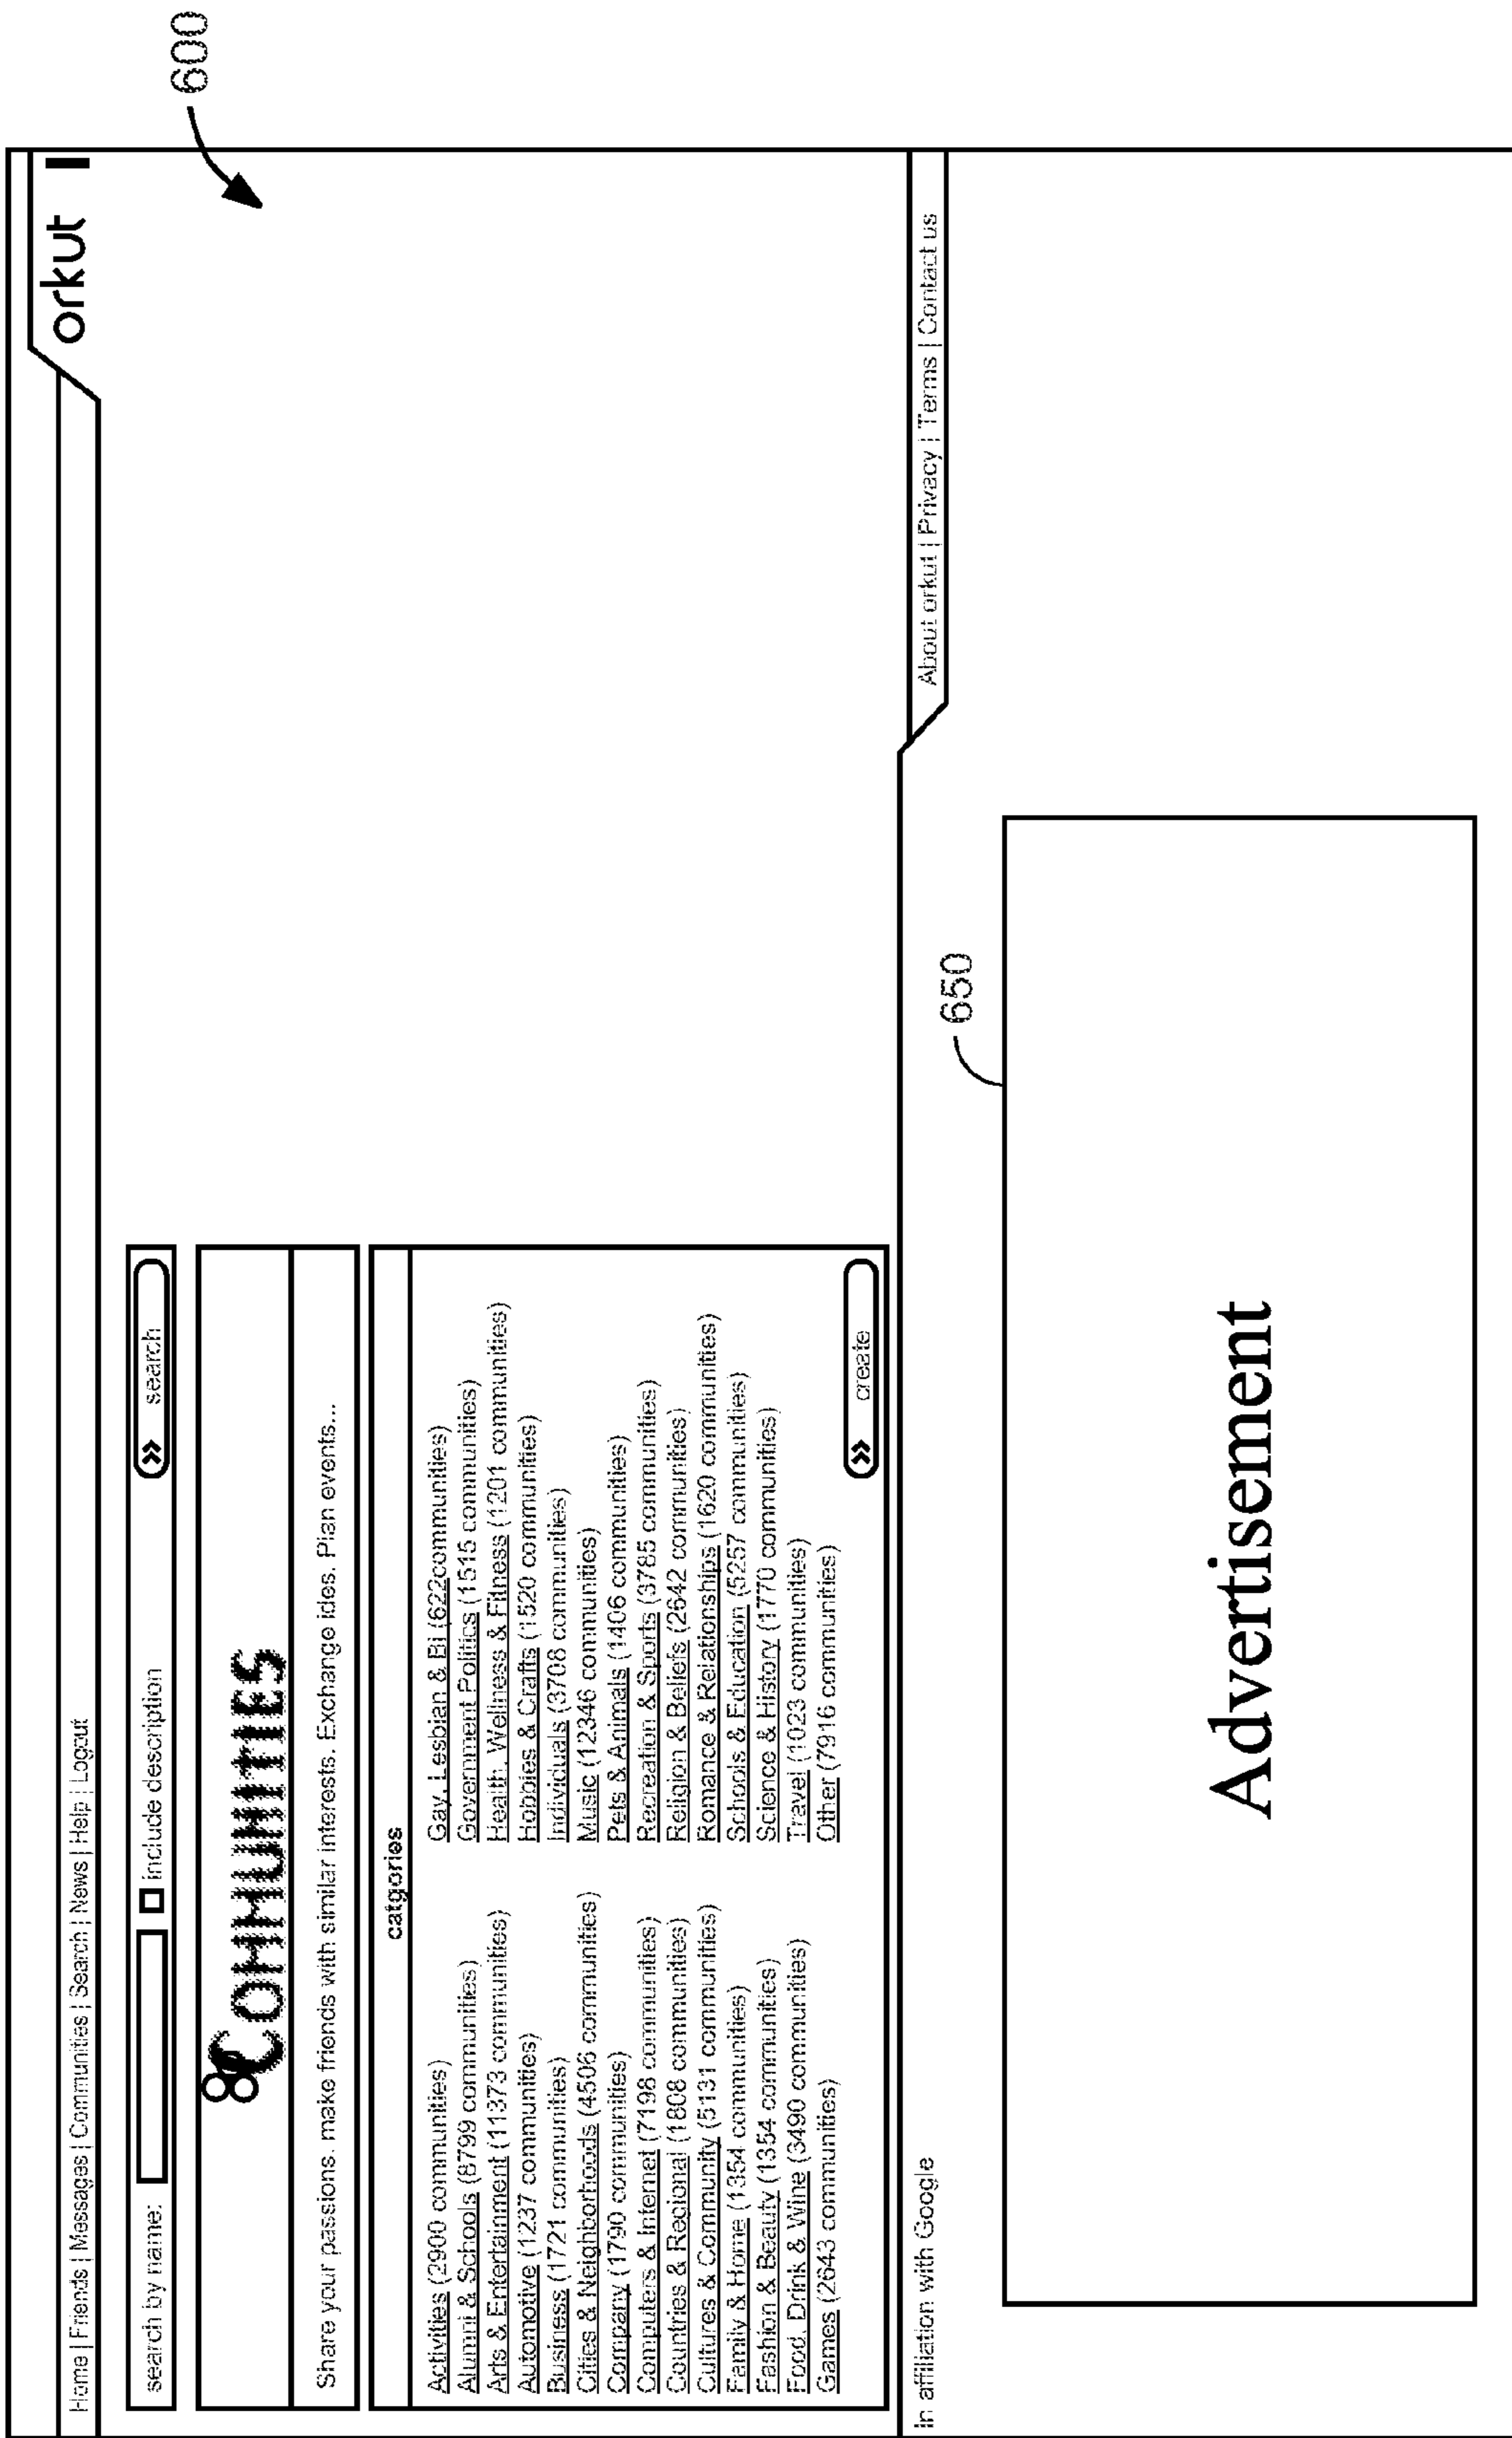 600
orkut
Home | Friends | Messages | Communities | Search | News | Help | Logout
search by name: include description search
COMMUNITIES
Share your passions. make friends with similar interests. Exchange ides. Plan events...
catgories
Activities (2900 communities)
Alumni & Schools (8799 communities)
Arts & Entertainment (11373 communities)
Automotive (1237 communities)
Business (1721 communities)
Cities & Neighborhoods (4506 communities)
Company (1790 communities)
Computers & Internet (7198 communities)
Countries & Regional (1808 communities)
Cultures & Community (5131 communities)
Family & Home (1354 communities)
Fashion & Beauty (1354 communities)
Food, Drink & Wine (3490 communities)
Games (2643 communities)
Gay, Lesbian & Bi (622communities)
Government Politics (1515 communities)
Health, Wellness & Fitness (1201 communities)
Hobbies & Crafts (1520 communities)
Individuals (3708 communities)
Music (12346 communities)
Pets & Animals (1406 communities)
Recreation & Sports (3785 communities)
Religion & Beliefs (2642 communities)
Romance & Relationships (1620 communities)
Schools & Education (5257 communities)
Science & History (1770 communities)
Travel (1023 communities)
Other (7916 communities)
create
In affiliation with Google
About orkut | Privacy | Terms | Contact us
650
Advertisement